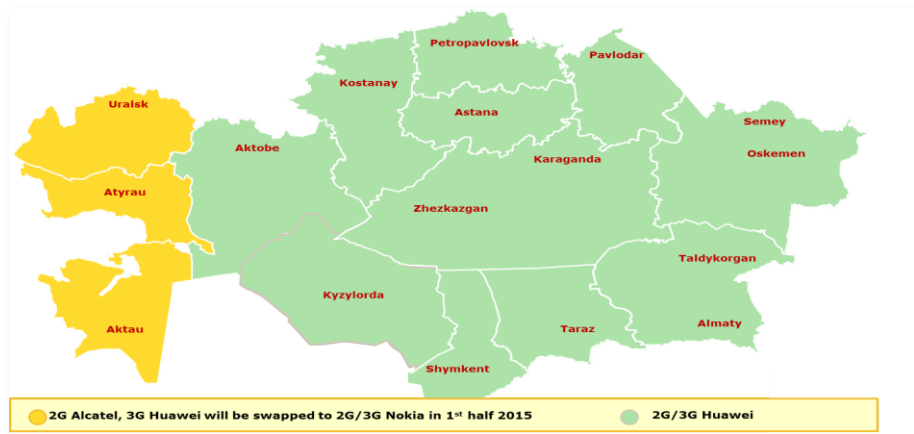 Petropavlovsk
Pavlodar
Kostanay
Uralsk
Astana
Semey
Aktobe
Oskemen
Karaganda
Atyrau
Zhezkazgan
Taldykorgan
Kyzylorda
Almaty
Aktau
Taraz
Shymkent
2G Alcatel, 3G Huawei will be swapped to 2G/3G Nokia in 1st half 2015
2G/3G Huawei